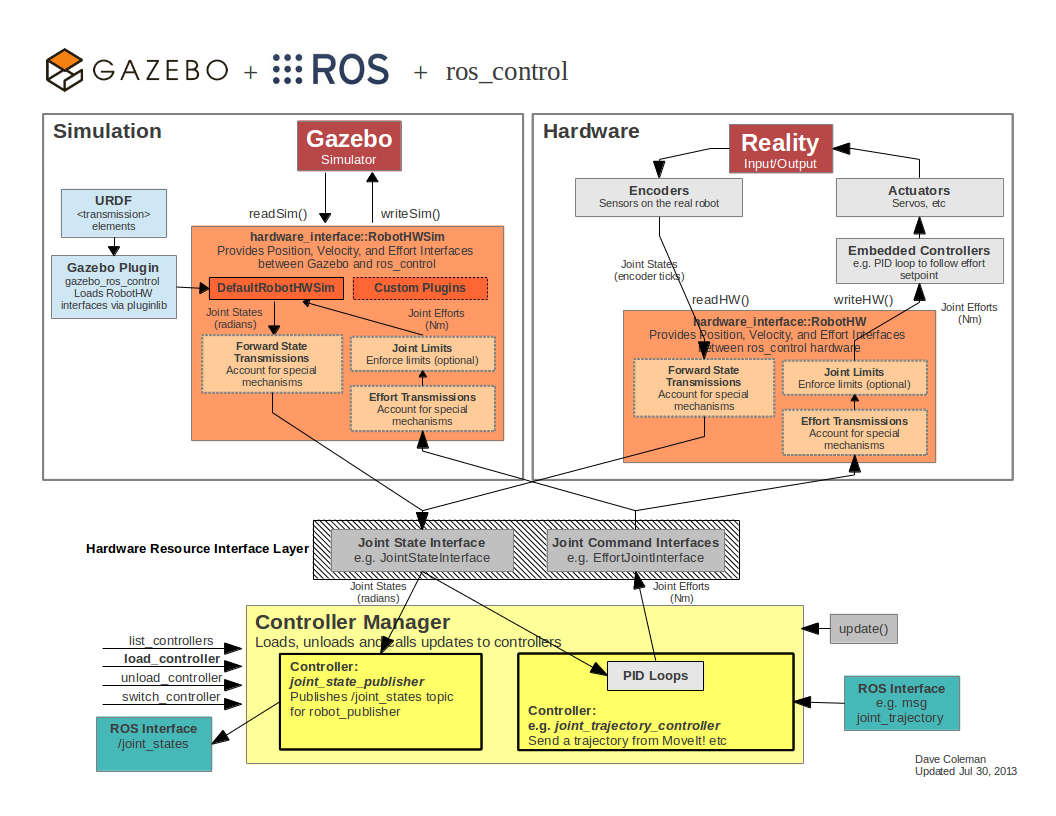 GAZEBO + ROS + ros_control
Simulation
Gazebo
Simulator
URDF
<transmission>
elements
readSim()
writeSim()
Gazebo Plugin
gazebo_ros_control
Loads RobotHW
interfaces via pluginlib
hardware_interface::RobotHWSim
Provides Position, Velocity, and Effort Interfaces
between Gazebo and ros_control
DefaultRobotHWSim
Custom Plugins
Joint States
(radians)
Joint Efforts
(Nm)
Forward State
Transmissions
Account for special
mechanisms
Joint Limits
Enforce limits (optional)
Effort Transmissions
Account for special
mechanisms
Hardware
Reality
Input/Output
Encoders
Sensors on the real robot
Actuators
Servos, etc
Embedded Controllers
e.g. PID loop to follow effort
setpoint
Joint States
(encoder ticks)
readHW()
writeHW()
Joint Efforts
(Nm)
hardware_interface::RobotHW
Provides Position, Velocity, and Effort Interfaces
between ros_control hardware
Forward State
Transmissions
Account for special
mechanisms
Joint Limits
Enforce limits (optional)
Effort Transmissions
Account for special
mechanisms
Hardware Resource Interface Layer
Joint State Interface
e.g. JointStateInterface
Joint Command Interfaces
e.g. EffortJointInterface
Joint States
(radians)
Joint Efforts
(Nm)
Controller Manager
Loads, unloads and calls updates to controllers
list_controllers
load_controller
unload_controller
switch_controller
update()
Controller:
joint_state_publisher
Publishes /joint_states topic
for robot_publisher
PID Loops
Controller:
e.g. joint_trajectory_controller
Send a trajectory from MoveIt! etc
ROS Interface
/joint_states
ROS Interface
e.g. msg
joint_trajectory
Dave Coleman
Updated Jul 30, 2013